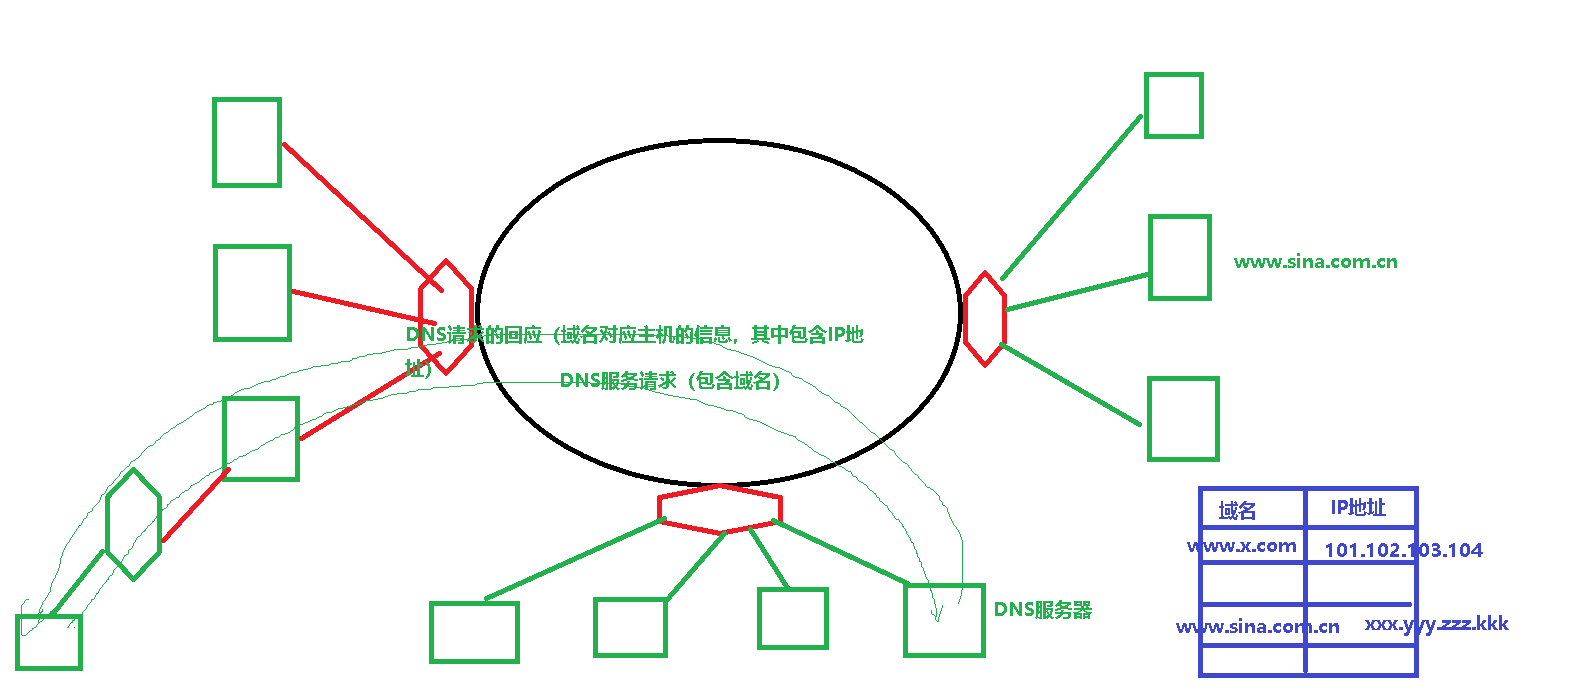 www.sina.com.cn
DNS请求的回应（域名对应主机的信息，其中包含IP地
址）
DNS服务请求（包含域名）
DNS服务器
域名 IP地址
www.x.com 101.102.103.104
www.sina.com.cn xxx.yyy.zzz.kkk